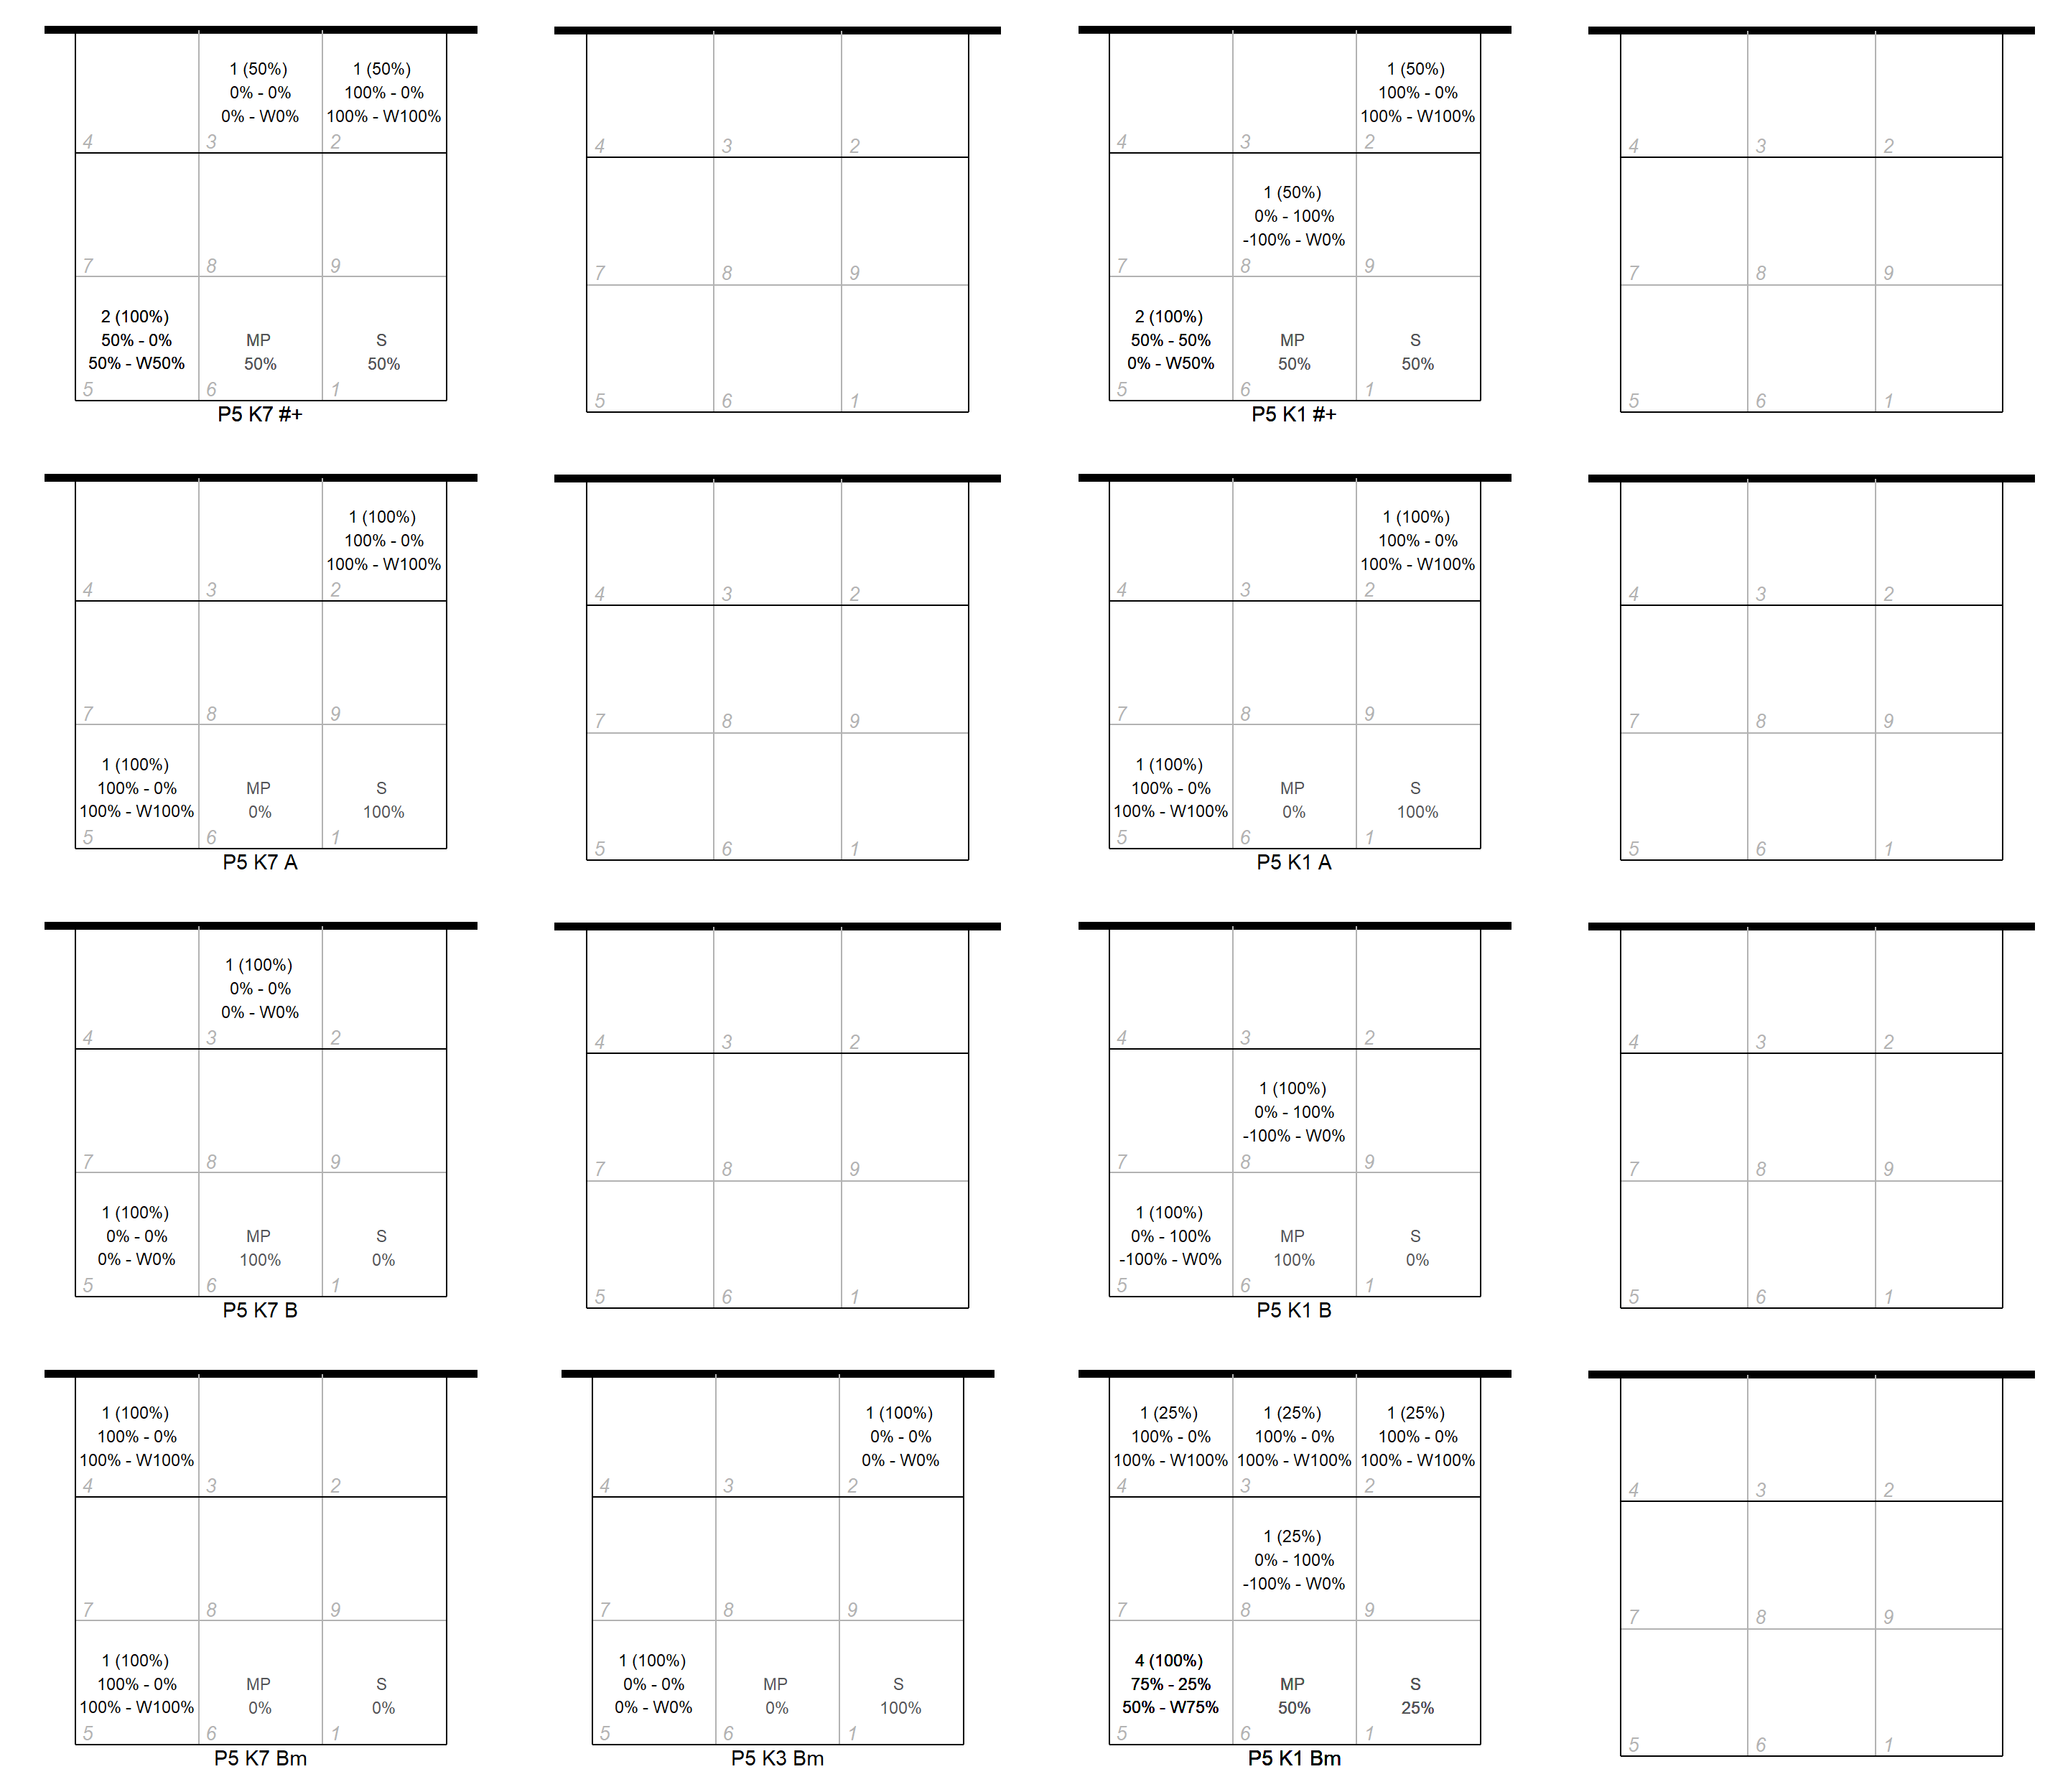 1 (50%)
0% - 0%
0% - W0%
1 (50%)
100% - 0%
100% - W100%
4
3
2
7
8
9
2 (100%)
50% - 0%
50% - W50%
MP
50%
S
50%
5
6
1
P5 K7 #+
4
3
2
7
8
9
5
6
1
1 (50%)
100% - 0%
100% - W100%
4
3
2
1 (50%)
0% - 100%
-100% - W0%
7
8
9
2 (100%)
50% - 50%
0% - W50%
MP
50%
S
50%
5
6
1
P5 K1 #+
4
3
2
7
8
9
5
6
1
1 (100%)
100% - 0%
100% - W100%
4
3
2
7
8
9
1 (100%)
100% - 0%
100% - W100%
MP
0%
S
100%
5
6
1
P5 K7 A
4
3
2
7
8
9
5
6
1
1 (100%)
100% - 0%
100% - W100%
4
3
2
7
8
9
1 (100%)
100% - 0%
100% - W100%
MP
0%
S
100%
5
6
1
P5 K1 A
4
3
2
7
8
9
5
6
1
1 (100%)
0% - 0%
0% - W0%
4
3
2
7
8
9
1 (100%)
0% - 0%
0% - W0%
MP
100%
S
0%
5
6
1
P5 K7 B
4
3
2
7
8
9
5
6
1
4
3
2
1 (100%)
0% - 100%
-100% - W0%
7
8
9
1 (100%)
0% - 100%
-100% - W0%
MP
100%
S
0%
5
6
1
P5 K1 B
4
3
2
7
8
9
5
6
1
1 (100%)
100% - 0%
100% - W100%
4
3
2
7
8
9
1 (100%)
100% - 0%
100% - W100%
MP
0%
S
0%
5
6
1
P5 K7 Bm
1 (100%)
0% - 0%
0% - W0%
4
3
2
7
8
9
1 (100%)
0% - 0%
0% - W0%
MP
0%
S
100%
5
6
1
P5 K3 Bm
1 (25%)
100% - 0%
100% - W100%
1 (25%)
100% - 0%
100% - W100%
1 (25%)
100% - 0%
100% - W100%
4
3
2
1 (25%)
0% - 100%
-100% - W0%
7
8
9
4 (100%)
75% - 25%
50% - W75%
MP
50%
S
25%
5
6
1
P5 K1 Bm
4
3
2
7
8
9
5
6
1